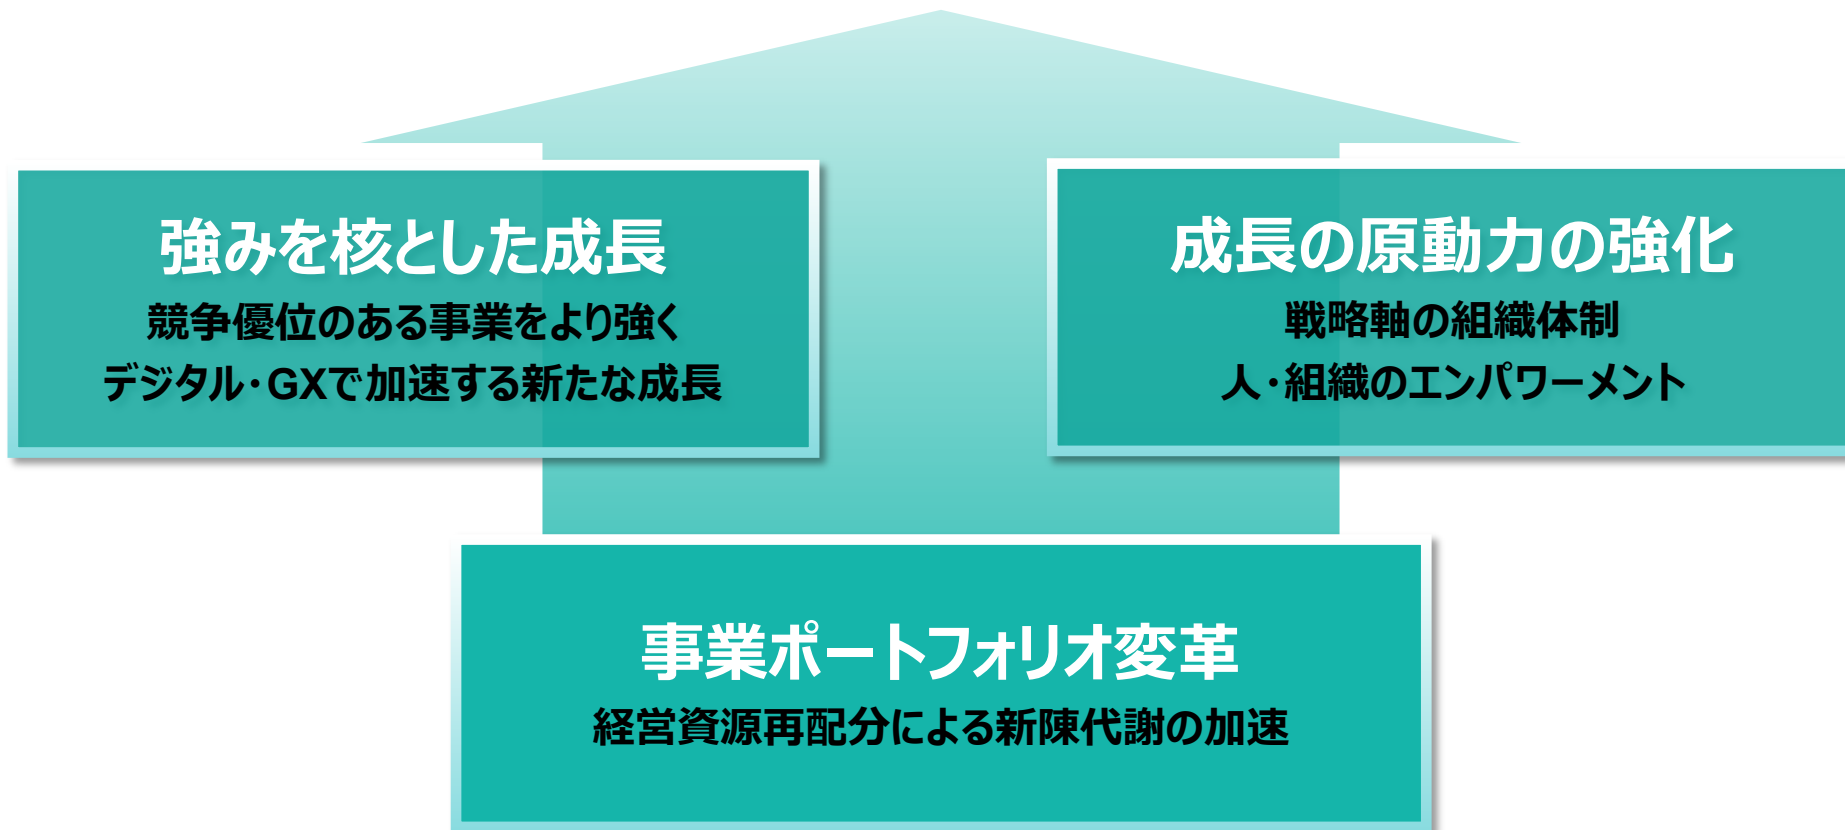 強みを核とした成長
競争優位のある事業をより強く
デジタル・GXで加速する新たな成長
成長の原動力の強化
戦略軸の組織体制
人・組織のエンパワーメント
事業ポートフォリオ変革
経営資源再配分による新陳代謝の加速